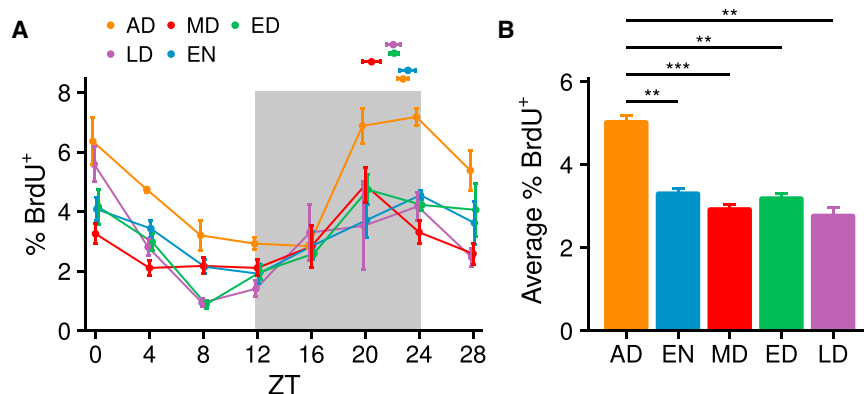 A
AD MD ED
LD EN
% BrdU⁺
8
6
4
2
0
0 4 8 12 16 20 24 28
ZT
B
**
**
***
**
Average % BrdU⁺
6
4
2
0
AD EN MD ED LD